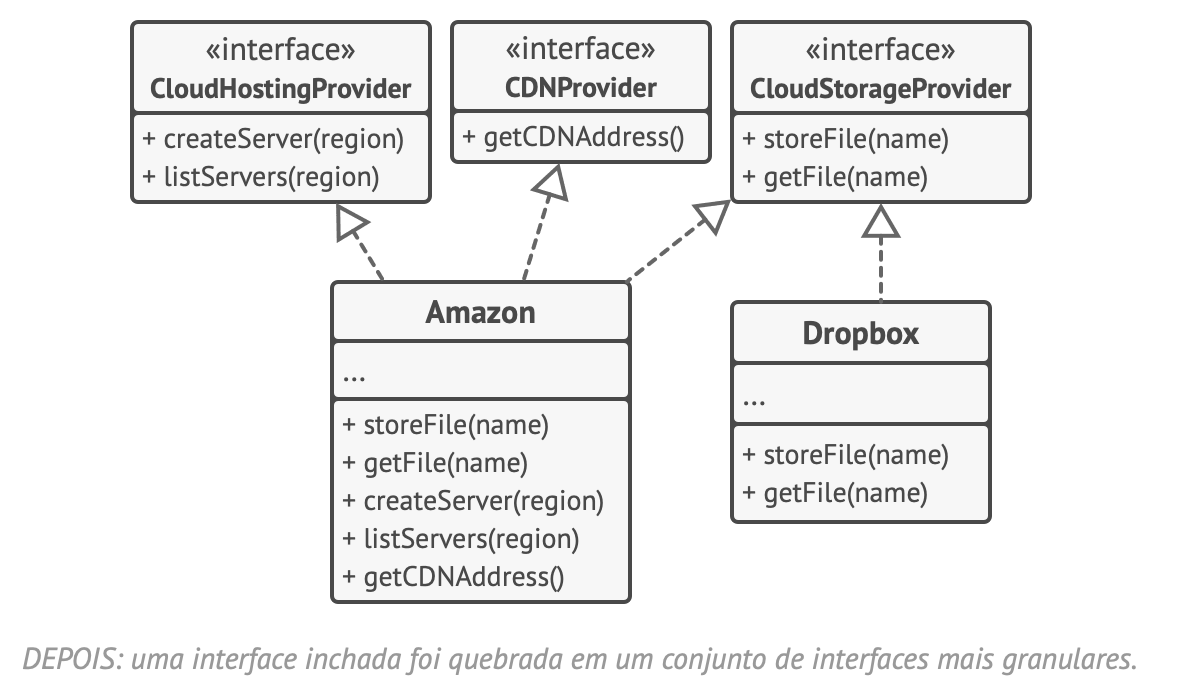 «interface»
CloudHostingProvider
+ createServer(region)
+ listServers(region)
«interface»
CDNProvider
+ getCDNAddress()
«interface»
CloudStorageProvider
+ storeFile(name)
+ getFile(name)
Amazon
...
+ storeFile(name)
+ getFile(name)
+ createServer(region)
+ listServers(region)
+ getCDNAddress()
Dropbox
...
+ storeFile(name)
+ getFile(name)
DEPOIS: uma interface inchada foi quebrada em um conjunto de interfaces mais granulares.